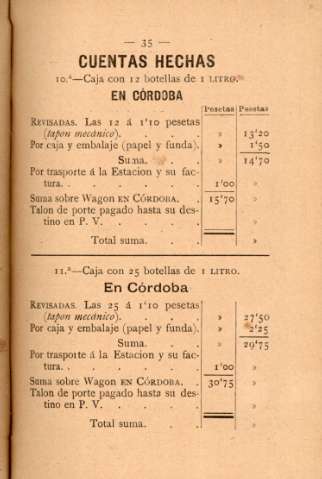 — 35 —
CUENTAS HECHAS
10.ª—Caja con 12 botellas de 1 LITRO.
EN CÓRDOBA
Pesetas Pesetas
REVISADAS. Las 12 á 1'10 pesetas
(tapon mecánico). . . . » 13'20
Por caja y embalaje (papel y funda). » 1'50
Suma. . . . » 14'70
Por trasporte á la Estacion y su fac-
tura. . . . . . . 1'00 »
Suma sobre Wagon EN CÓRDOBA. . 15'70 »
Talon de porte pagado hasta su des-
tino en P. V. . . . . . »
Total suma. . . . »
11.ª—Caja con 25 botellas de 1 LITRO.
En Córdoba
REVISADAS. Las 25 á 1'10 pesetas
(tapon mecánico). . . . » 27'50
Por caja y embalaje (papel y funda). » 2'25
Suma. . . . » 29'75
Por trasporte á la Estacion y su fac-
tura. . . . . . . 1'00 »
Suma sobre Wagon EN CÓRDOBA. . 30'75 »
Talon de porte pagado hasta su des-
tino en P. V. . . . . . »
Total suma. . . . »